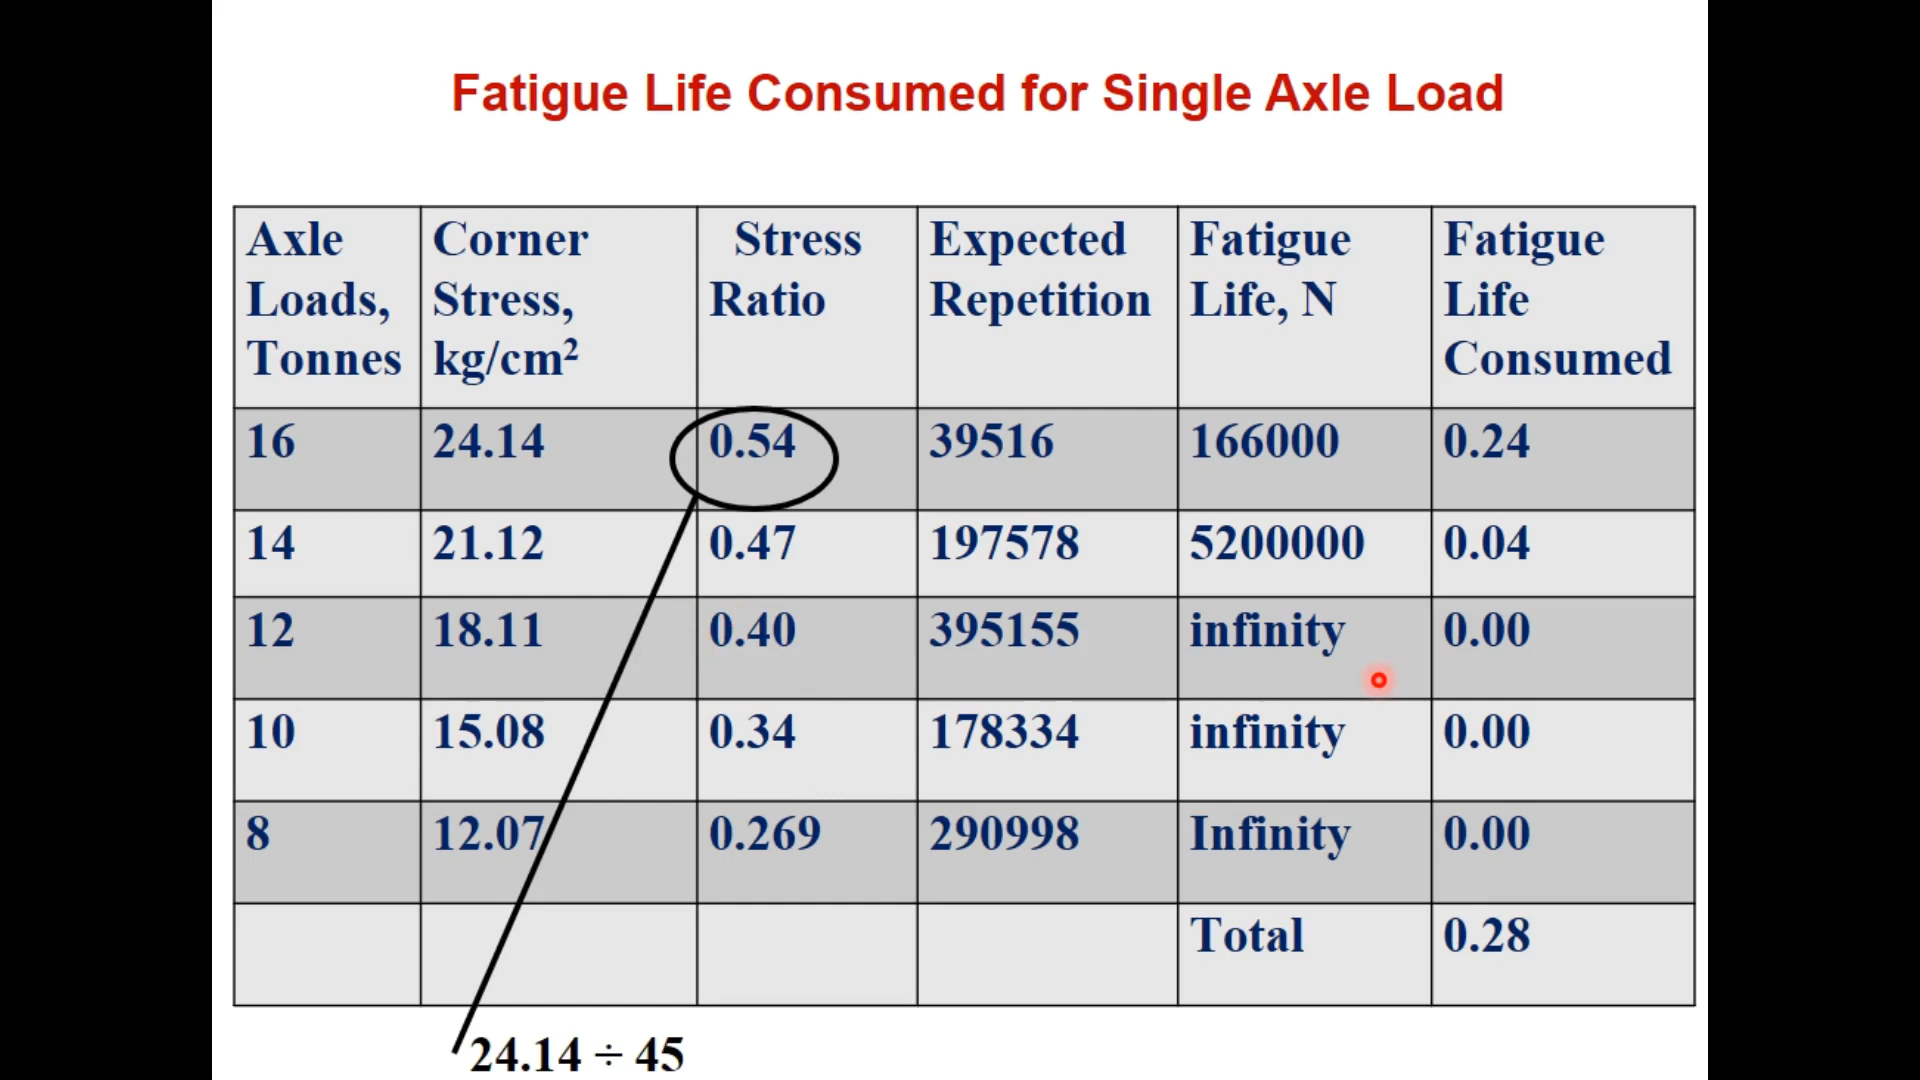 Fatigue Life Consumed for Single Axle Load
Axle Loads, Tonnes	Corner Stress, kg/cm²	Stress Ratio	Expected Repetition	Fatigue Life, N	Fatigue Life Consumed
16	24.14	0.54	39516	166000	0.24
14	21.12	0.47	197578	5200000	0.04
12	18.11	0.40	395155	infinity	0.00
10	15.08	0.34	178334	infinity	0.00
8	12.07	0.269	290998	Infinity	0.00
Total	0.28
24.14 ÷ 45